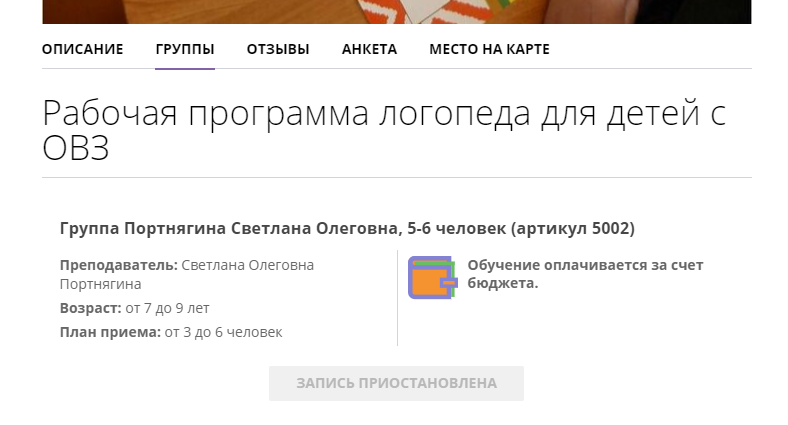 ОПИСАНИЕ ГРУППЫ ОТЗЫВЫ АНКЕТА МЕСТО НА КАРТЕ
Рабочая программа логопеда для детей с
ОВЗ
Группа Портнягина Светлана Олеговна, 5-6 человек (артикул 5002)
Преподаватель: Светлана Олеговна
Портнягина
Возраст: от 7 до 9 лет
План приема: от 3 до 6 человек
Обучение оплачивается за счет
бюджета.
ЗАПИСЬ ПРИОСТАНОВЛЕНА